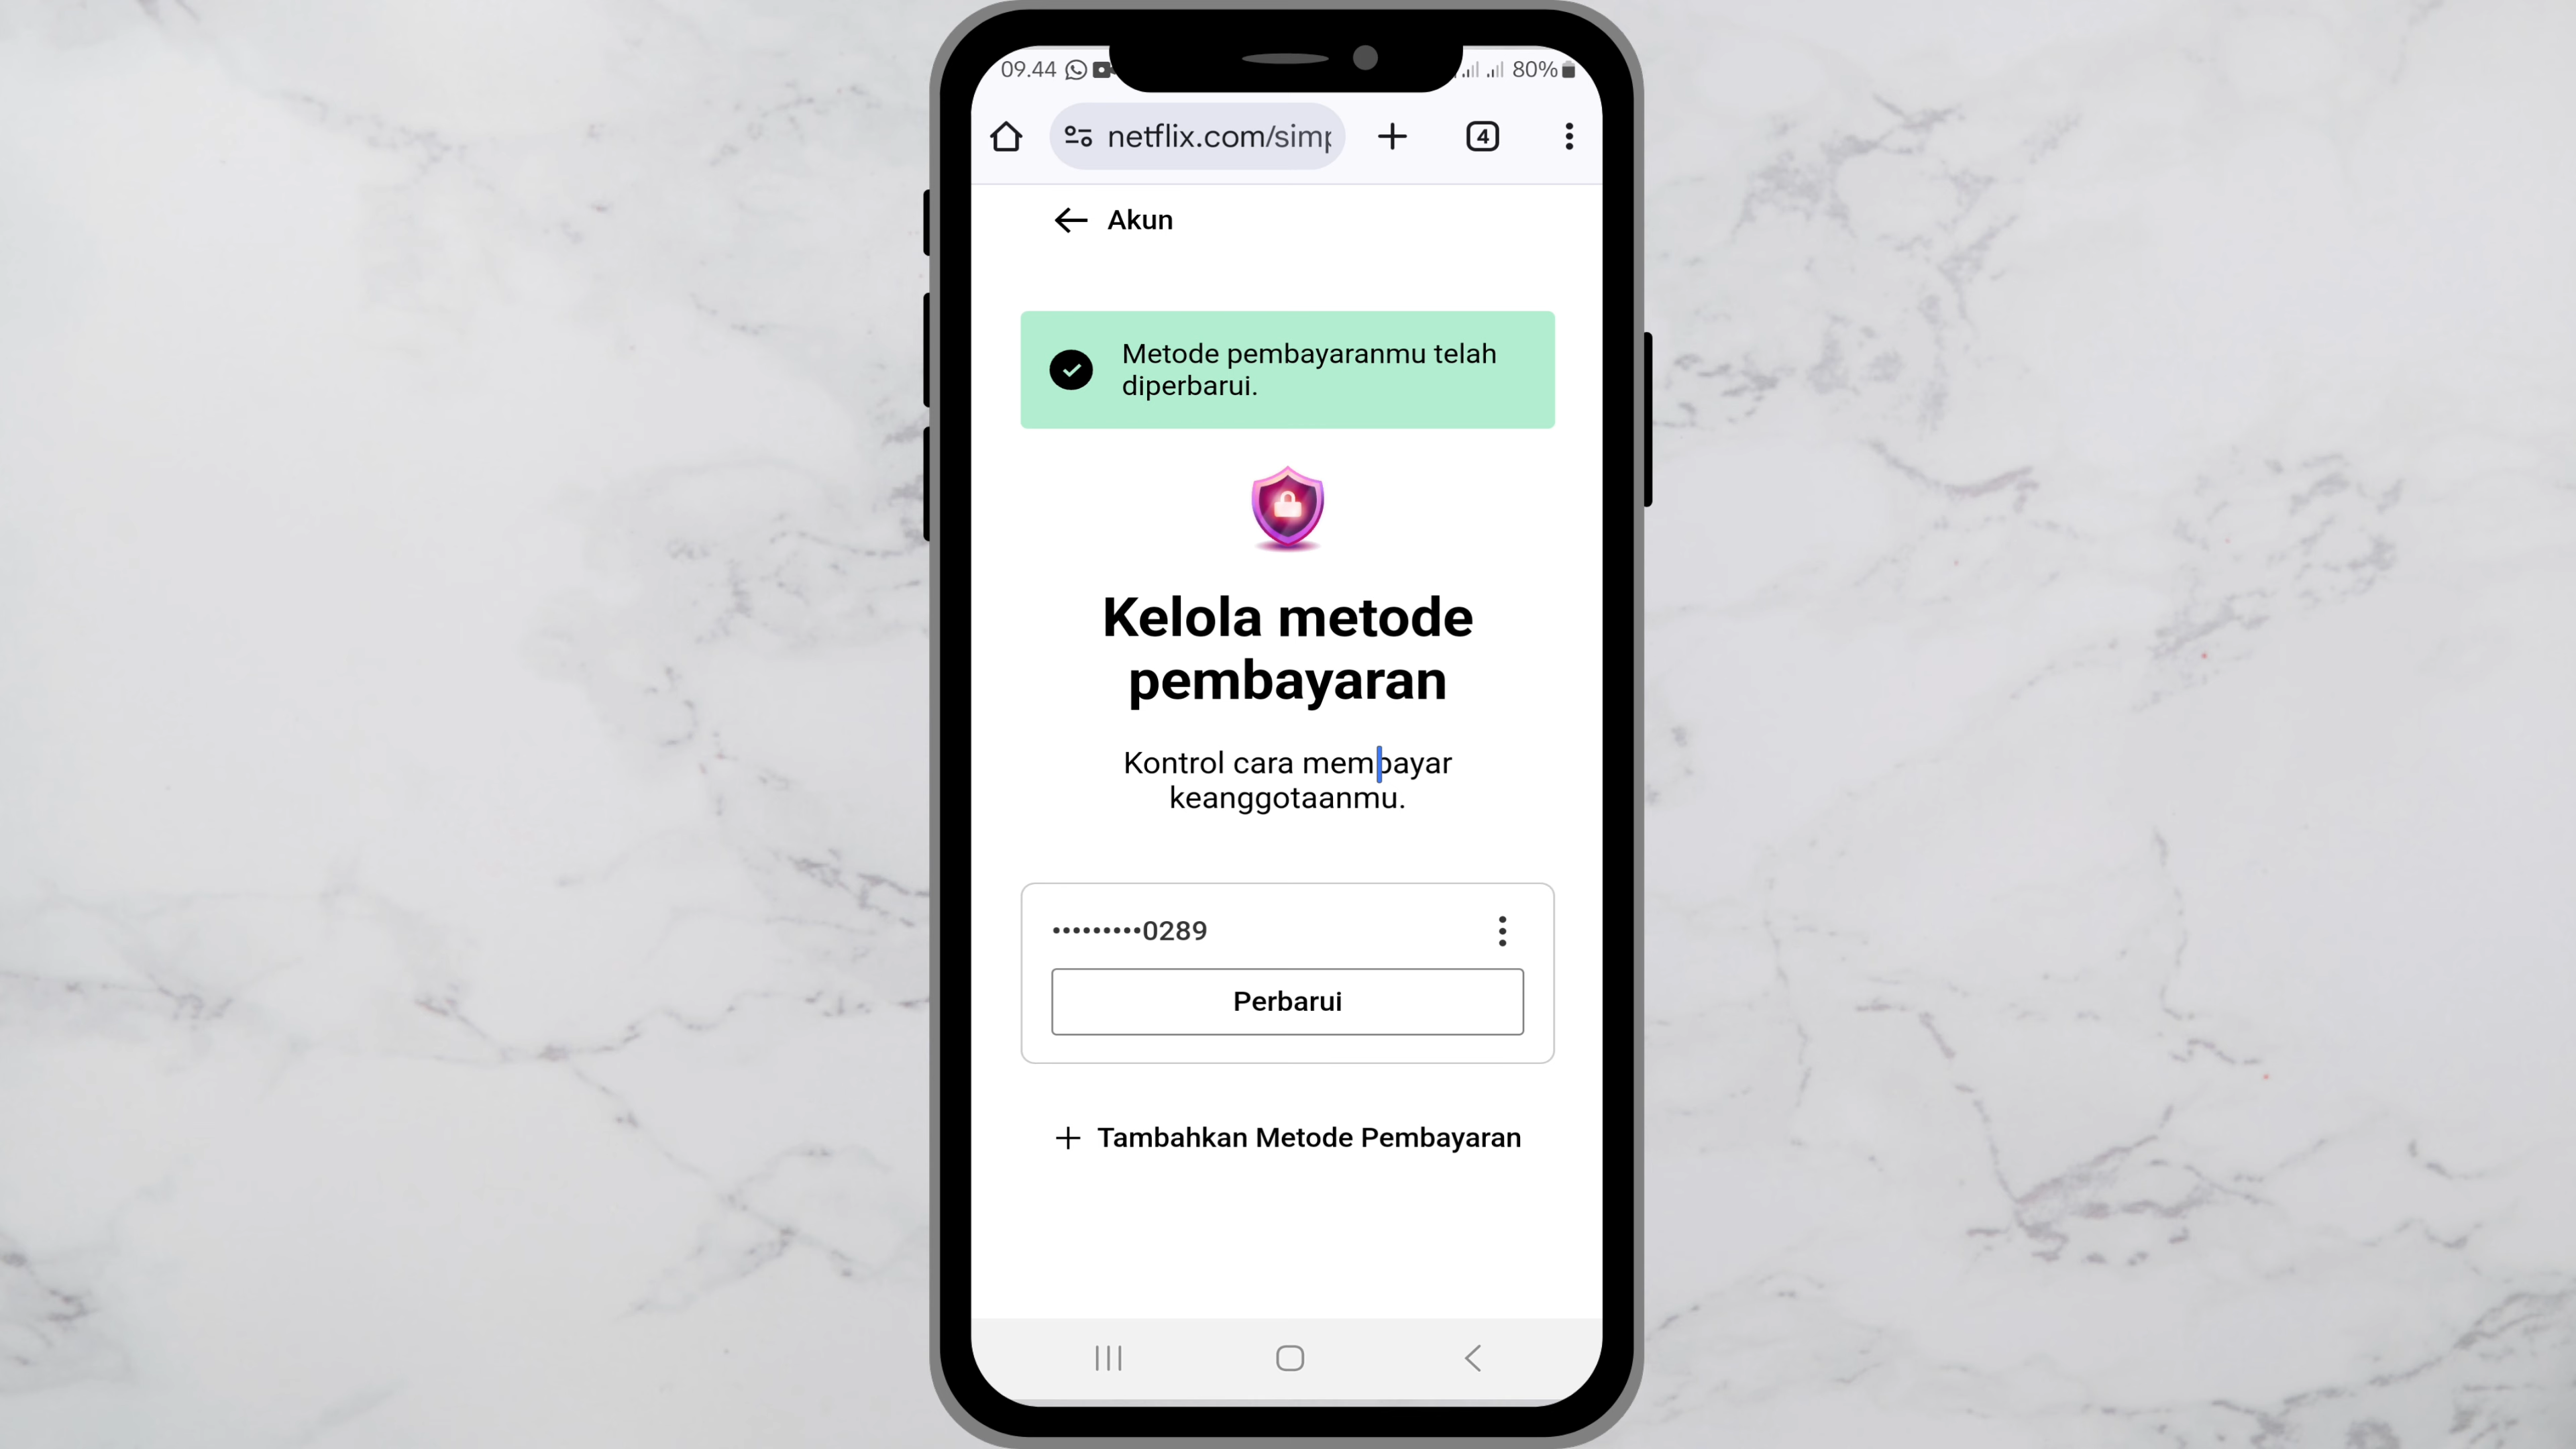 09.44
80%
netflix.com/simp
4
Akun
Metode pembayaranmu telah
diperbarui.
Kelola metode
pembayaran
Kontrol cara membayar
keanggotaanmu.
•••••••••0289
Perbarui
Tambahkan Metode Pembayaran